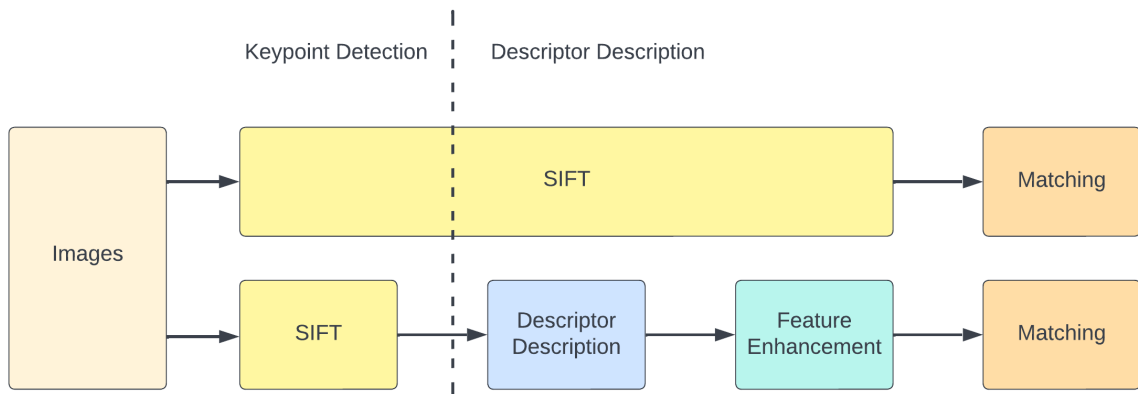 Keypoint Detection
Descriptor Description
Images
SIFT
Matching
SIFT
Descriptor
Description
Feature
Enhancement
Matching